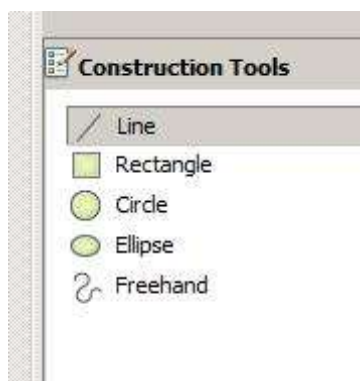 Construction Tools
Line
Rectangle
Circle
Ellipse
Freehand